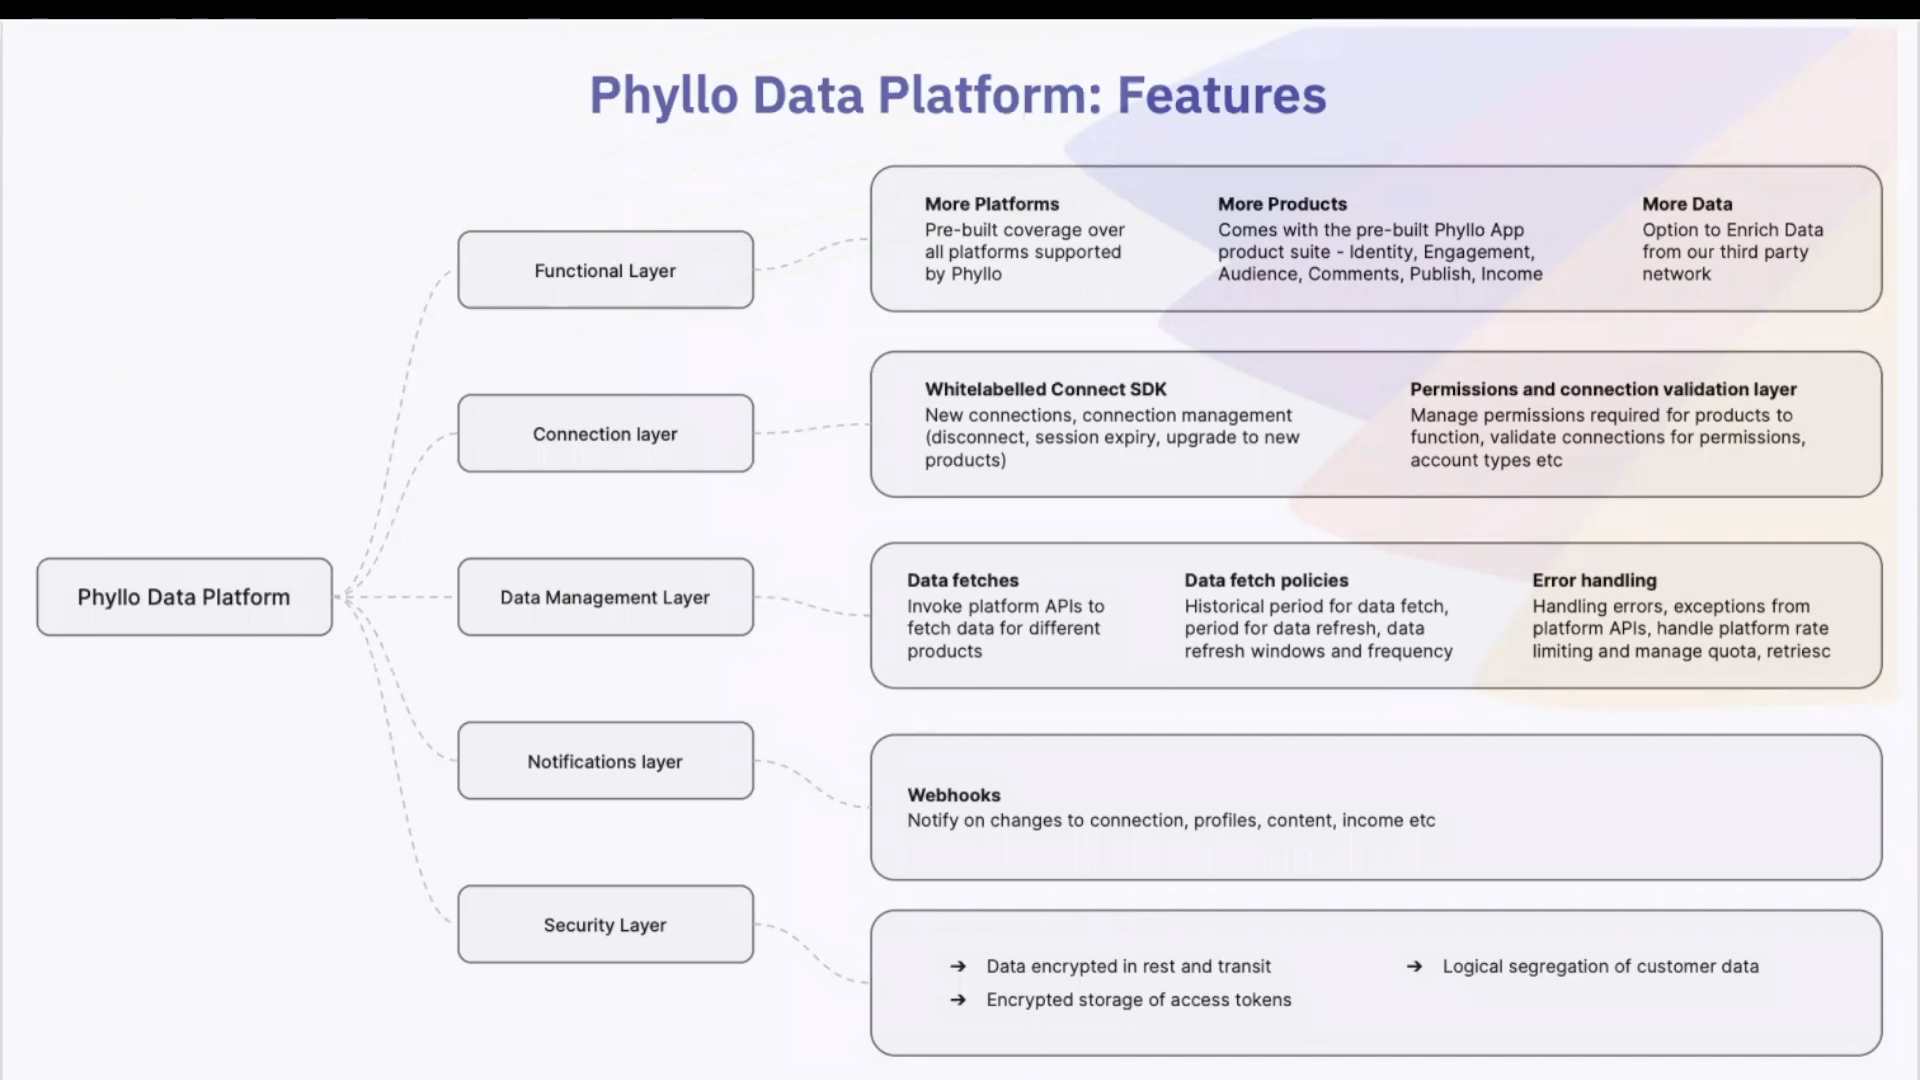 Phyllo Data Platform: Features
Phyllo Data Platform
Functional Layer
More Platforms
Pre-built coverage over
all platforms supported
by Phyllo
More Products
Comes with the pre-built Phyllo App
product suite - Identity, Engagement,
Audience, Comments, Publish, Income
More Data
Option to Enrich Data
from our third party
network
Connection layer
Whitelabelled Connect SDK
New connections, connection management
(disconnect, session expiry, upgrade to new
products)
Permissions and connection validation layer
Manage permissions required for products to
function, validate connections for permissions,
account types etc
Data Management Layer
Data fetches
Invoke platform APIs to
fetch data for different
products
Data fetch policies
Historical period for data fetch,
period for data refresh, data
refresh windows and frequency
Error handling
Handling errors, exceptions from
platform APIs, handle platform rate
limiting and manage quota, retriesc
Notifications layer
Webhooks
Notify on changes to connection, profiles, content, income etc
Security Layer
➔ Data encrypted in rest and transit
➔ Encrypted storage of access tokens
➔ Logical segregation of customer data